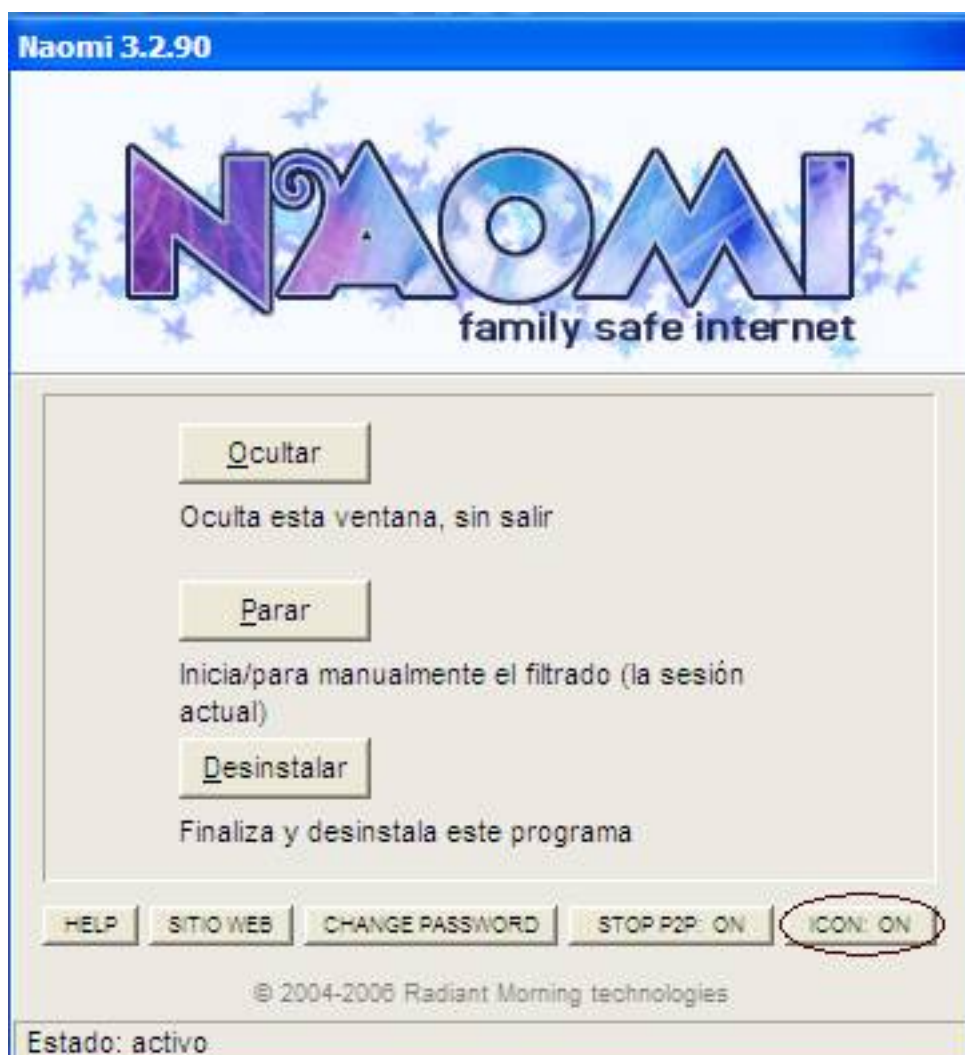 Naomi 3.2.90
NAOMI
family safe internet
Ocultar
Oculta esta ventana, sin salir
Parar
Inicia/para manualmente el filtrado (la sesión
actual)
Desinstalar
Finaliza y desinstala este programa
HELP SITIO WEB CHANGE PASSWORD STOP P2P: ON ICON: ON
© 2004-2006 Radiant Morning technologies
Estado: activo